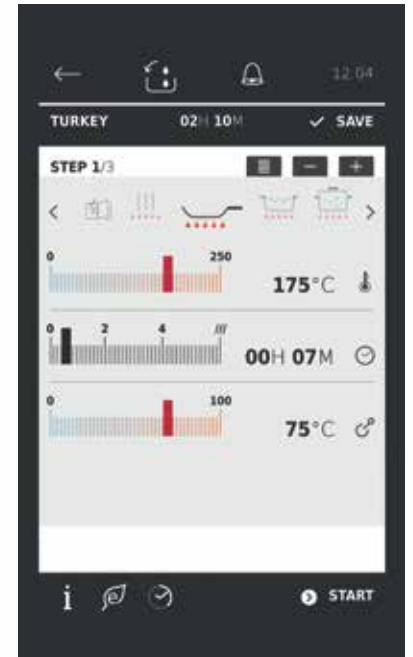 12.04
TURKEY 02H 10M SAVE
STEP 1/3
0 250
175°C
0 2 4
00H 07M
0 100
75°C
i e START